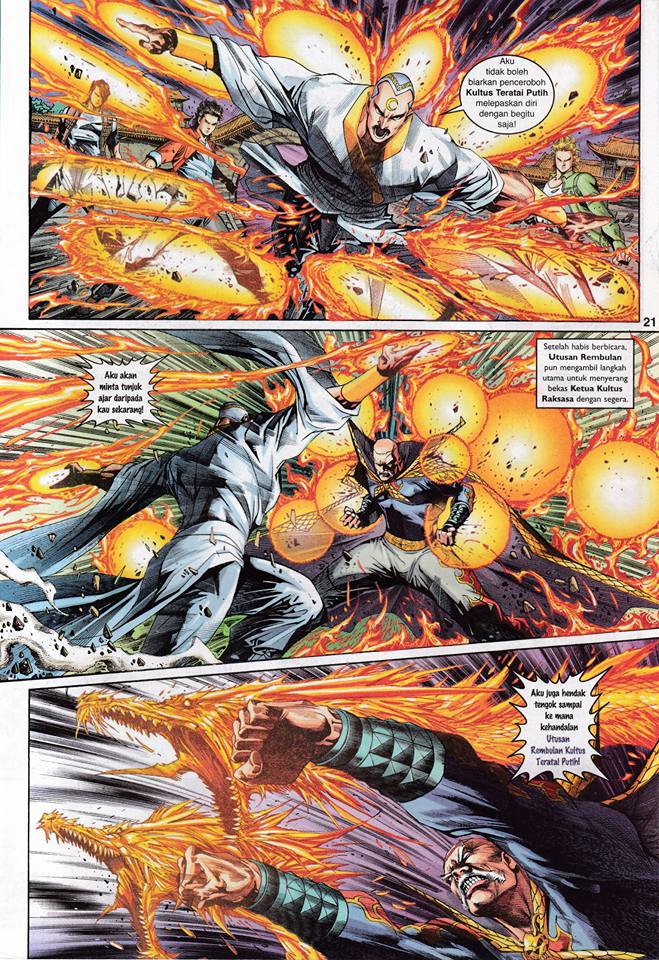 Aku
tidak boleh
biarkan penceroboh
Kultus Teratai Putih
melepaskan diri
dengan begitu
saja!
21
Setelah habis berbicara,
Utusan Rembulan
pun mengambil langkah
utama untuk menyerang
bekas Ketua Kultus
Raksasa dengan segera.
Aku akan
minta tunjuk
ajar daripada
kau sekarang!
Aku juga hendak
tengok sampai
ke mana
kehandalan
Utusan
Rembulan Kultus
Teratai Putih!